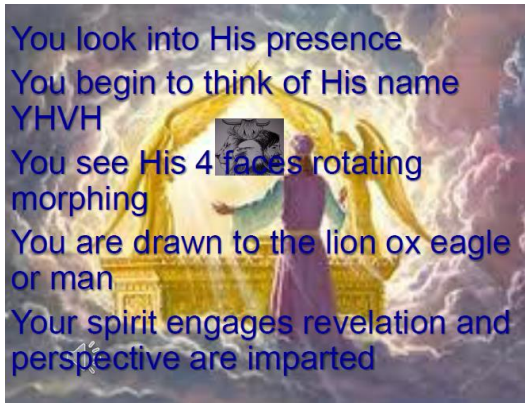 You look into His presence
You begin to think of His name
YHVH
You see His 4 faces rotating
morphing
You are drawn to the lion ox eagle
or man
Your spirit engages revelation and
perspective are imparted